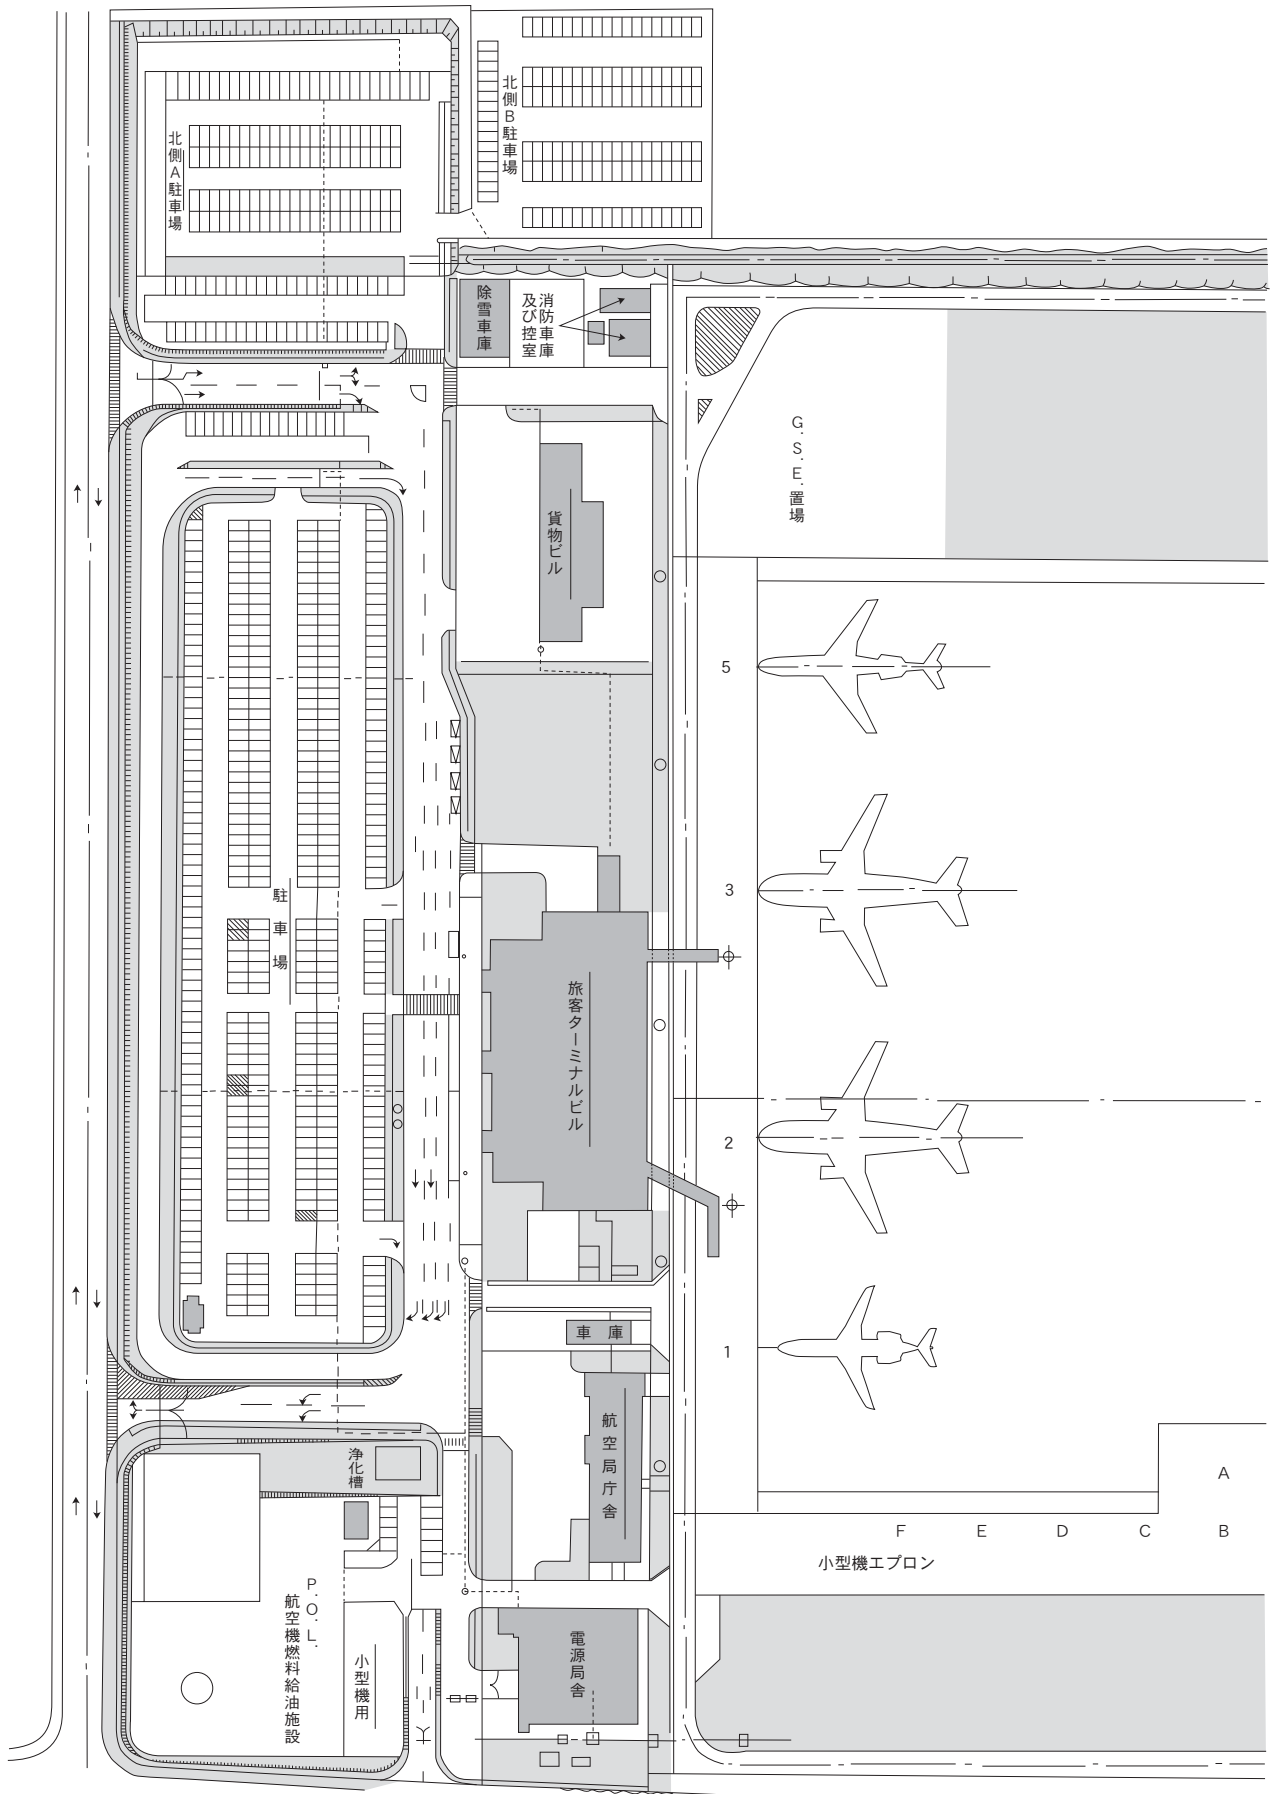 北側A駐車場
北側B駐車場
除雪車庫
消防車庫
及び控室
G.S.E.置場
貨物ビル
5
3
駐車場
旅客ターミナルビル
2
1
車庫
航空局庁舎
浄化槽
A
F E D C B
小型機エプロン
P.O.L.
航空機燃料給油施設
小型機用
電源局舎